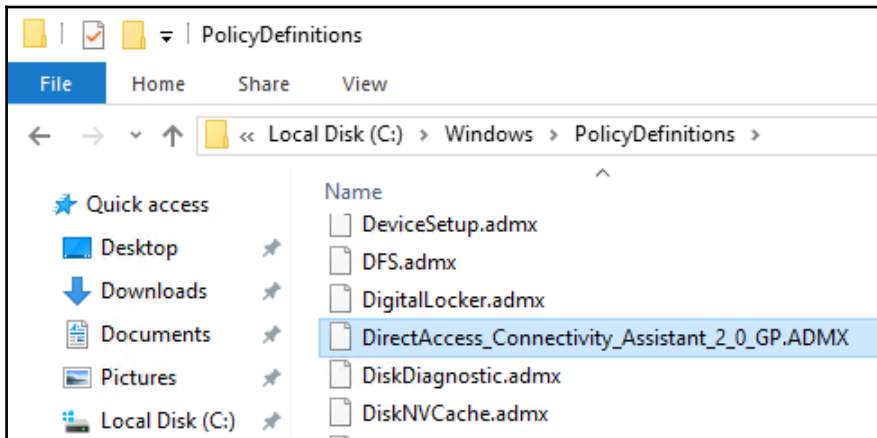 PolicyDefinitions
File Home Share View
« Local Disk (C:) > Windows > PolicyDefinitions >
Name
Quick access
DeviceSetup.admx
Desktop
DFS.admx
Downloads
DigitalLocker.admx
Documents
DirectAccess_Connectivity_Assistant_2_0_GP.ADMX
Pictures
DiskDiagnostic.admx
Local Disk (C:)
DiskNVCache.admx